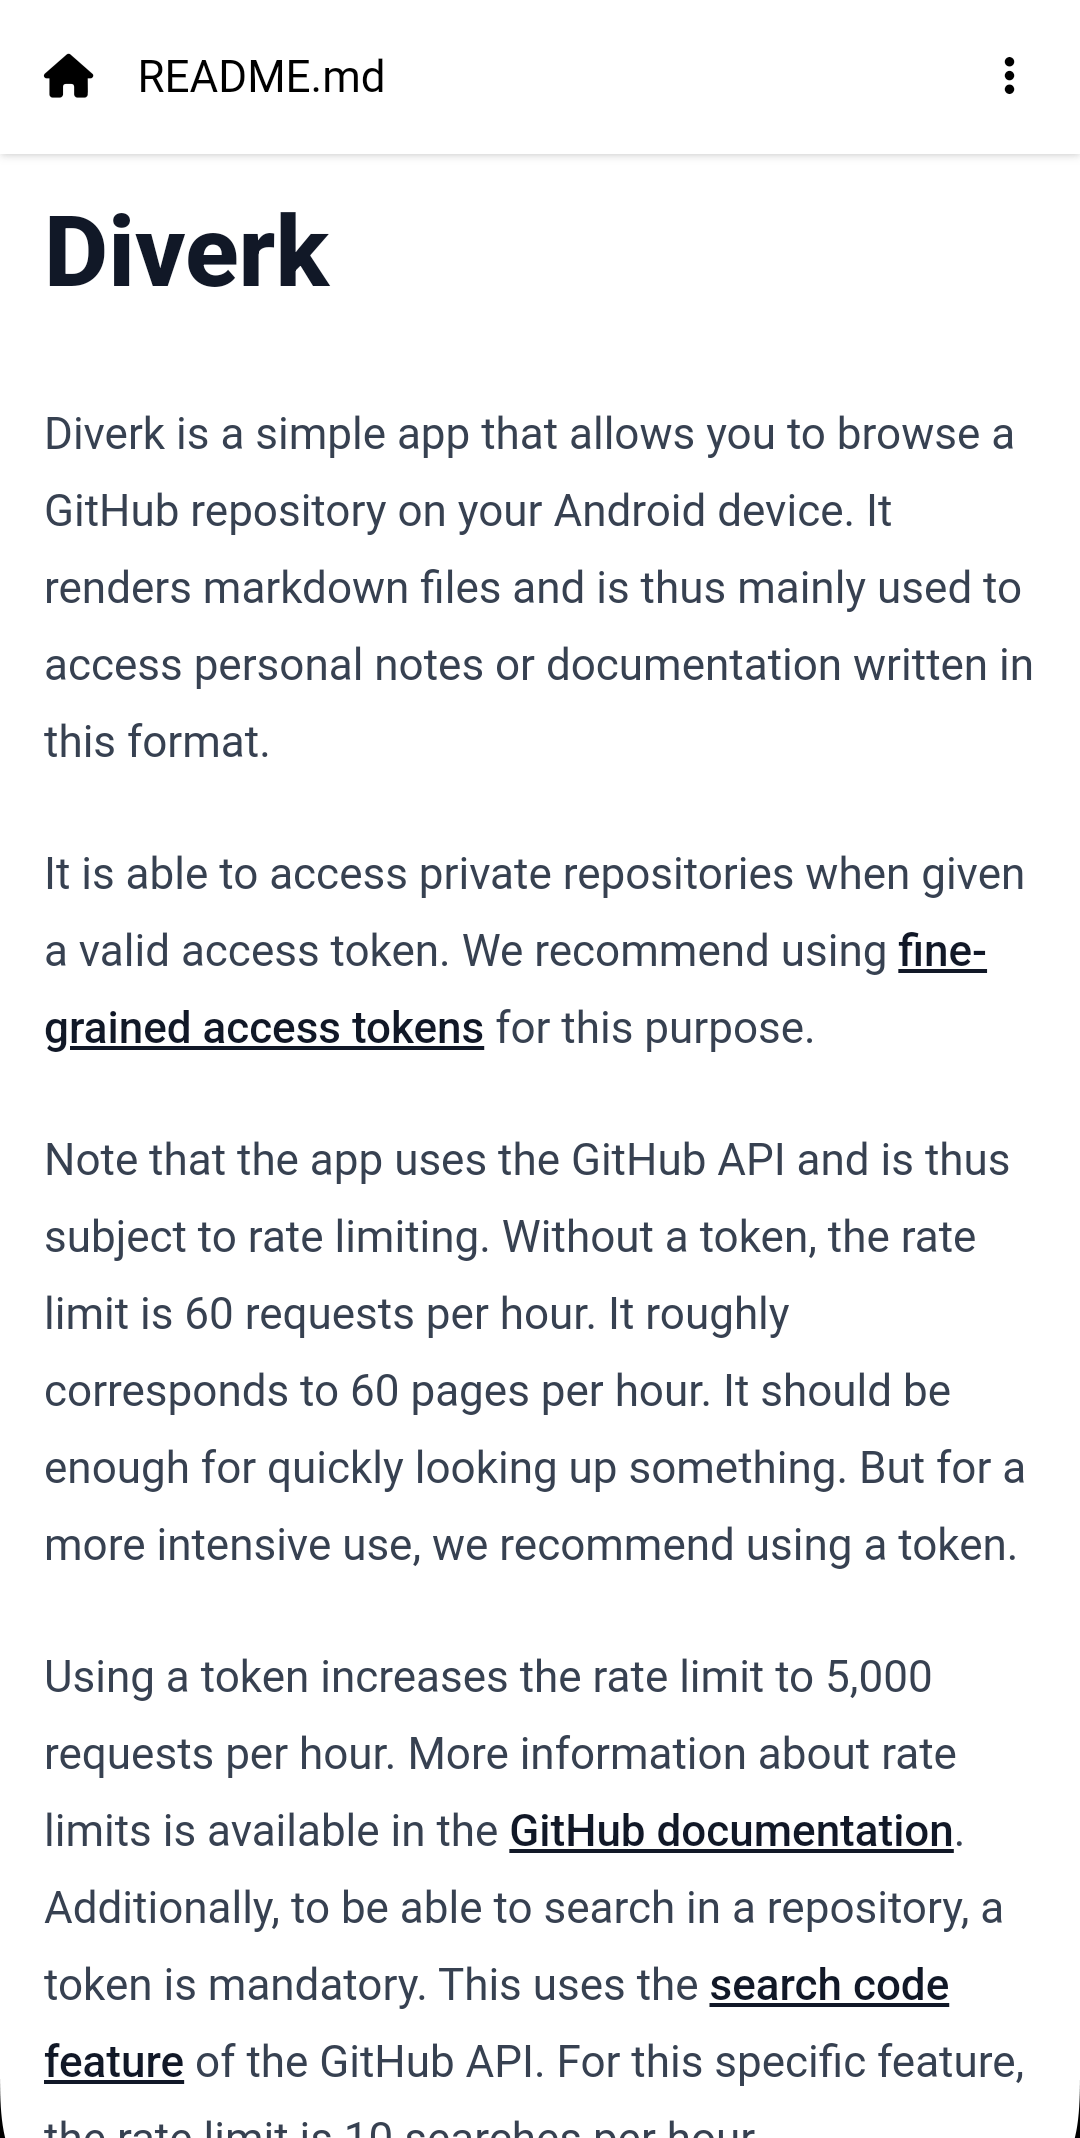 README.md
Diverk
Diverk is a simple app that allows you to browse a
GitHub repository on your Android device. It
renders markdown files and is thus mainly used to
access personal notes or documentation written in
this format.
It is able to access private repositories when given
a valid access token. We recommend using fine-
grained access tokens for this purpose.
Note that the app uses the GitHub API and is thus
subject to rate limiting. Without a token, the rate
limit is 60 requests per hour. It roughly
corresponds to 60 pages per hour. It should be
enough for quickly looking up something. But for a
more intensive use, we recommend using a token.
Using a token increases the rate limit to 5,000
requests per hour. More information about rate
limits is available in the GitHub documentation.
Additionally, to be able to search in a repository, a
token is mandatory. This uses the search code
feature of the GitHub API. For this specific feature,
the rate limit is 10 searches per hour